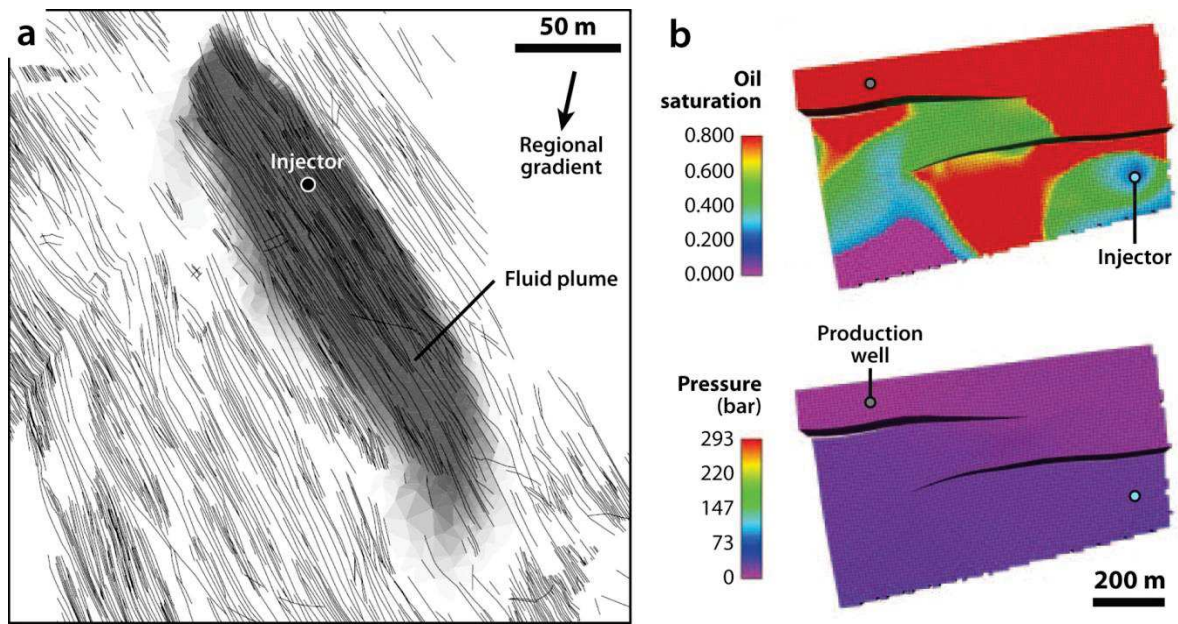 a
50 m
Regional
gradient
Injector
Fluid plume
b
Oil
saturation
0.800
0.600
0.400
0.200
0.000
Injector
Production
well
Pressure
(bar)
293
220
147
73
0
200 m